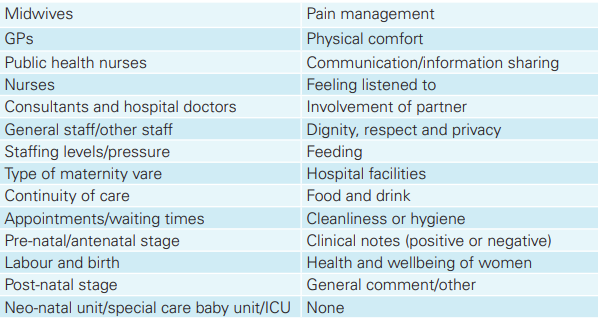 Midwives
Pain management
GPs
Physical comfort
Public health nurses
Communication/information sharing
Nurses
Feeling listened to
Consultants and hospital doctors
Involvement of partner
General staff/other staff
Dignity, respect and privacy
Staffing levels/pressure
Feeding
Type of maternity vare
Hospital facilities
Continuity of care
Food and drink
Appointments/waiting times
Cleanliness or hygiene
Pre-natal/antenatal stage
Clinical notes (positive or negative)
Labour and birth
Health and wellbeing of women
Post-natal stage
General comment/other
Neo-natal unit/special care baby unit/ICU
None